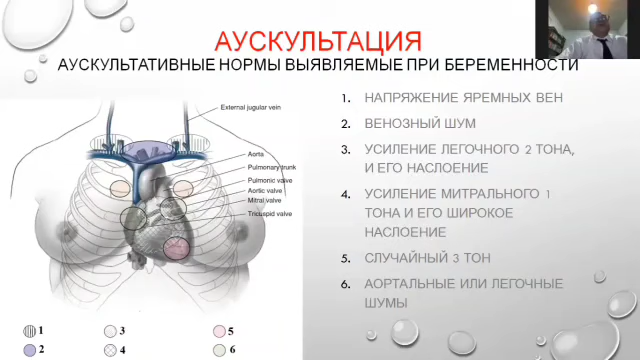 АУСКУЛЬТАЦИЯ
АУСКУЛЬТАТИВНЫЕ НОРМЫ ВЫЯВЛЯЕМЫЕ ПРИ БЕРЕМЕННОСТИ
External jugular vein
Aorta
Pulmonary trunk
Pulmonic valve
Aortic valve
Mitral valve
Tricuspid valve
1 3 5
2 4 6
1. НАПРЯЖЕНИЕ ЯРЕМНЫХ ВЕН
2. ВЕНОЗНЫЙ ШУМ
3. УСИЛЕНИЕ ЛЕГОЧНОГО 2 ТОНА,
И ЕГО НАСЛОЕНИЕ
4. УСИЛЕНИЕ МИТРАЛЬНОГО 1
ТОНА И ЕГО ШИРОКОЕ
НАСЛОЕНИЕ
5. СЛУЧАЙНЫЙ 3 ТОН
6. АОРТАЛЬНЫЕ ИЛИ ЛЕГОЧНЫЕ
ШУМЫ